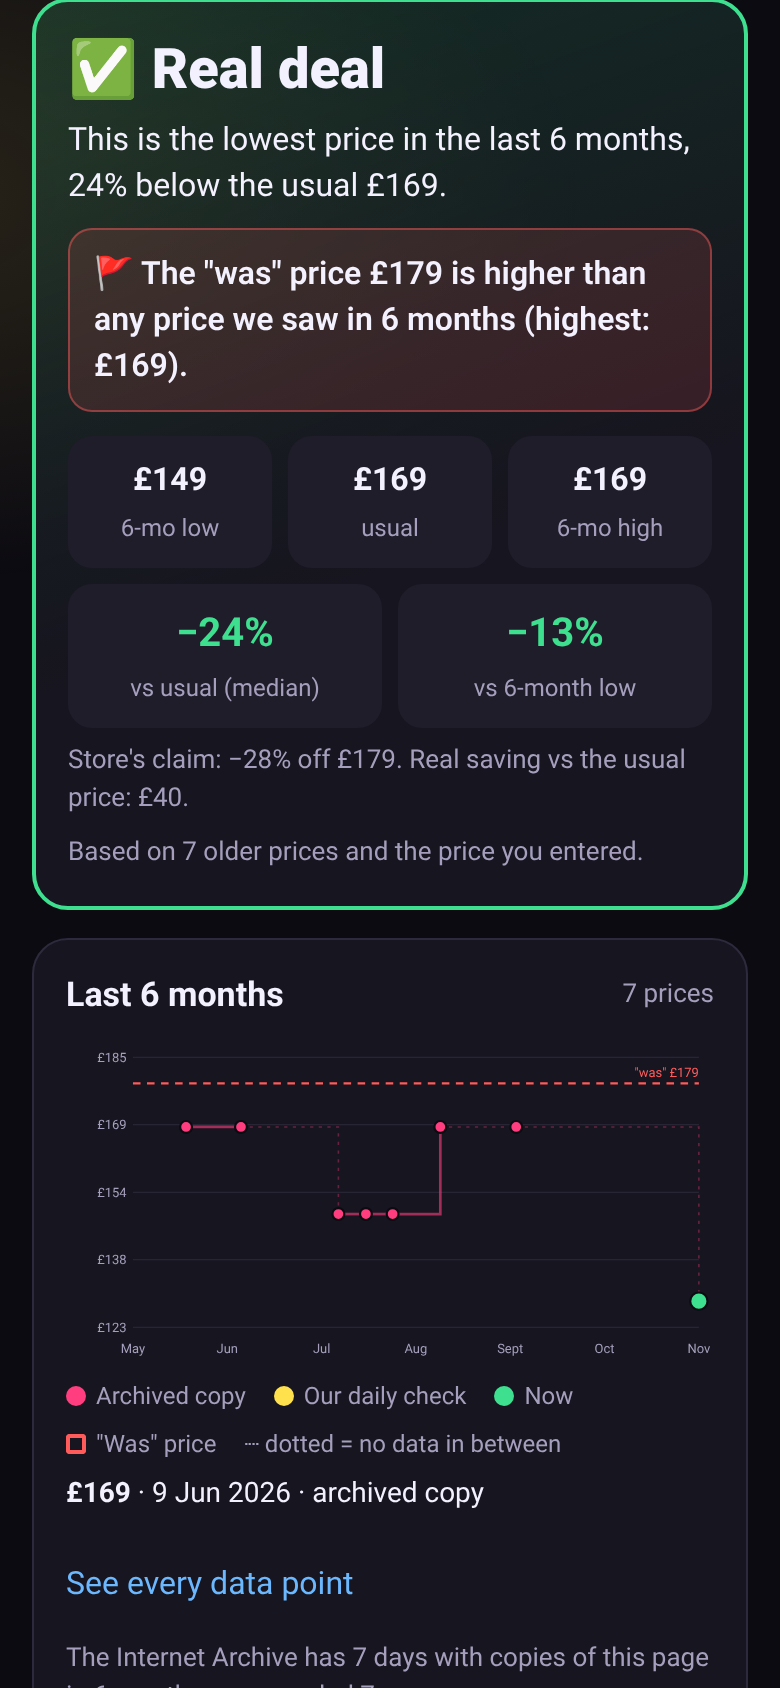 ✅ Real deal
This is the lowest price in the last 6 months,
24% below the usual £169.
🚩 The "was" price £179 is higher than
any price we saw in 6 months (highest:
£169).
£149
6-mo low
£169
usual
£169
6-mo high
−24%
vs usual (median)
−13%
vs 6-month low
Store's claim: −28% off £179. Real saving vs the usual
price: £40.
Based on 7 older prices and the price you entered.
Last 6 months
7 prices
£185
"was" £179
£169
£154
£138
£123
May Jun Jul Aug Sept Oct Nov
Archived copy Our daily check Now
"Was" price ┈ dotted = no data in between
£169 · 9 Jun 2026 · archived copy
See every data point
The Internet Archive has 7 days with copies of this page